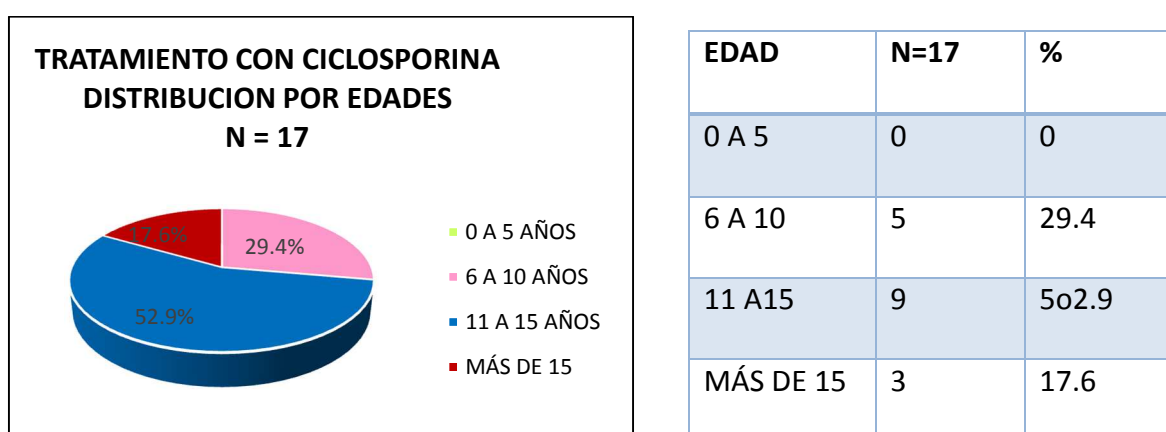 TRATAMIENTO CON CICLOSPORINA
DISTRIBUCION POR EDADES
N = 17
17.6%
29.4%
52.9%
0 A 5 AÑOS
6 A 10 AÑOS
11 A 15 AÑOS
MÁS DE 15
EDAD N=17 %
0 A 5 0 0
6 A 10 5 29.4
11 A15 9 5o2.9
MÁS DE 15 3 17.6